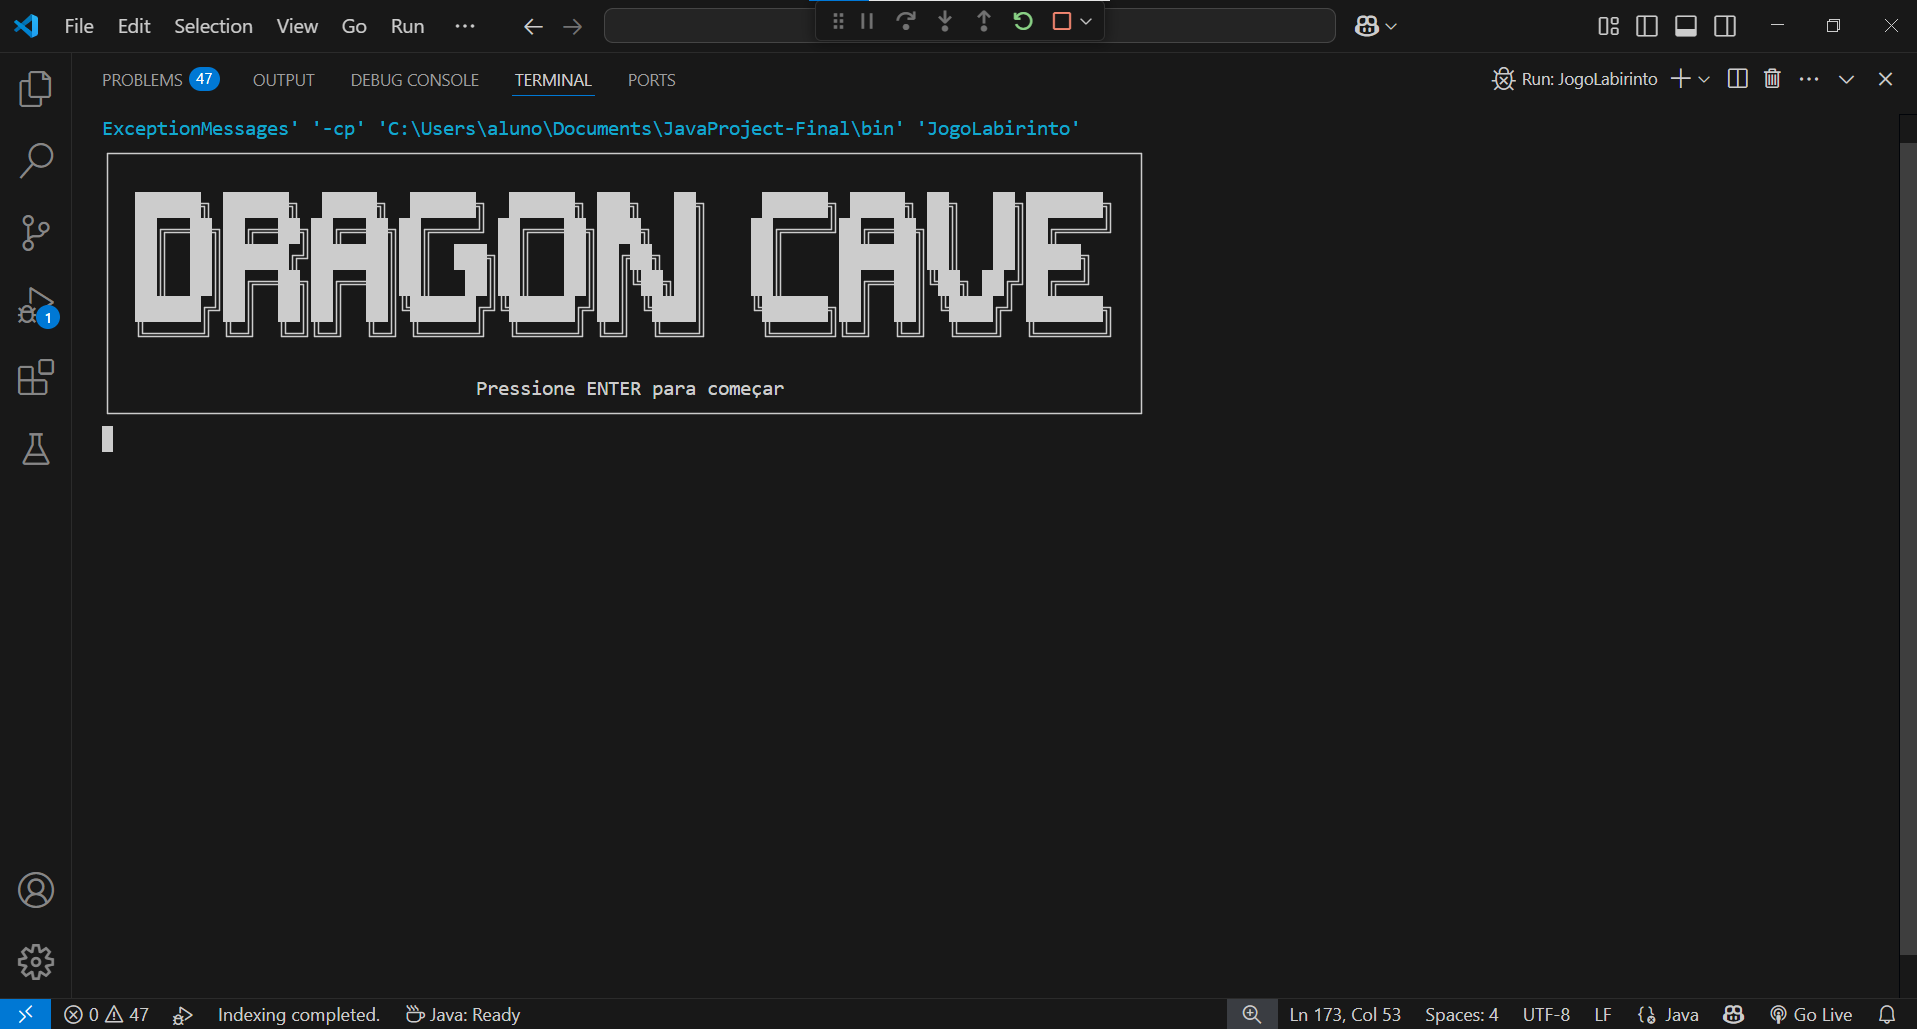 File Edit Selection View Go Run ···
PROBLEMS 47 OUTPUT DEBUG CONSOLE TERMINAL PORTS Run: JogoLabirinto
ExceptionMessages' '-cp' 'C:\Users\aluno\Documents\JavaProject-Final\bin' 'JogoLabirinto'
DRAGON CAVE
Pressione ENTER para começar
1
0 47 Indexing completed. Java: Ready Ln 173, Col 53 Spaces: 4 UTF-8 LF Java Go Live